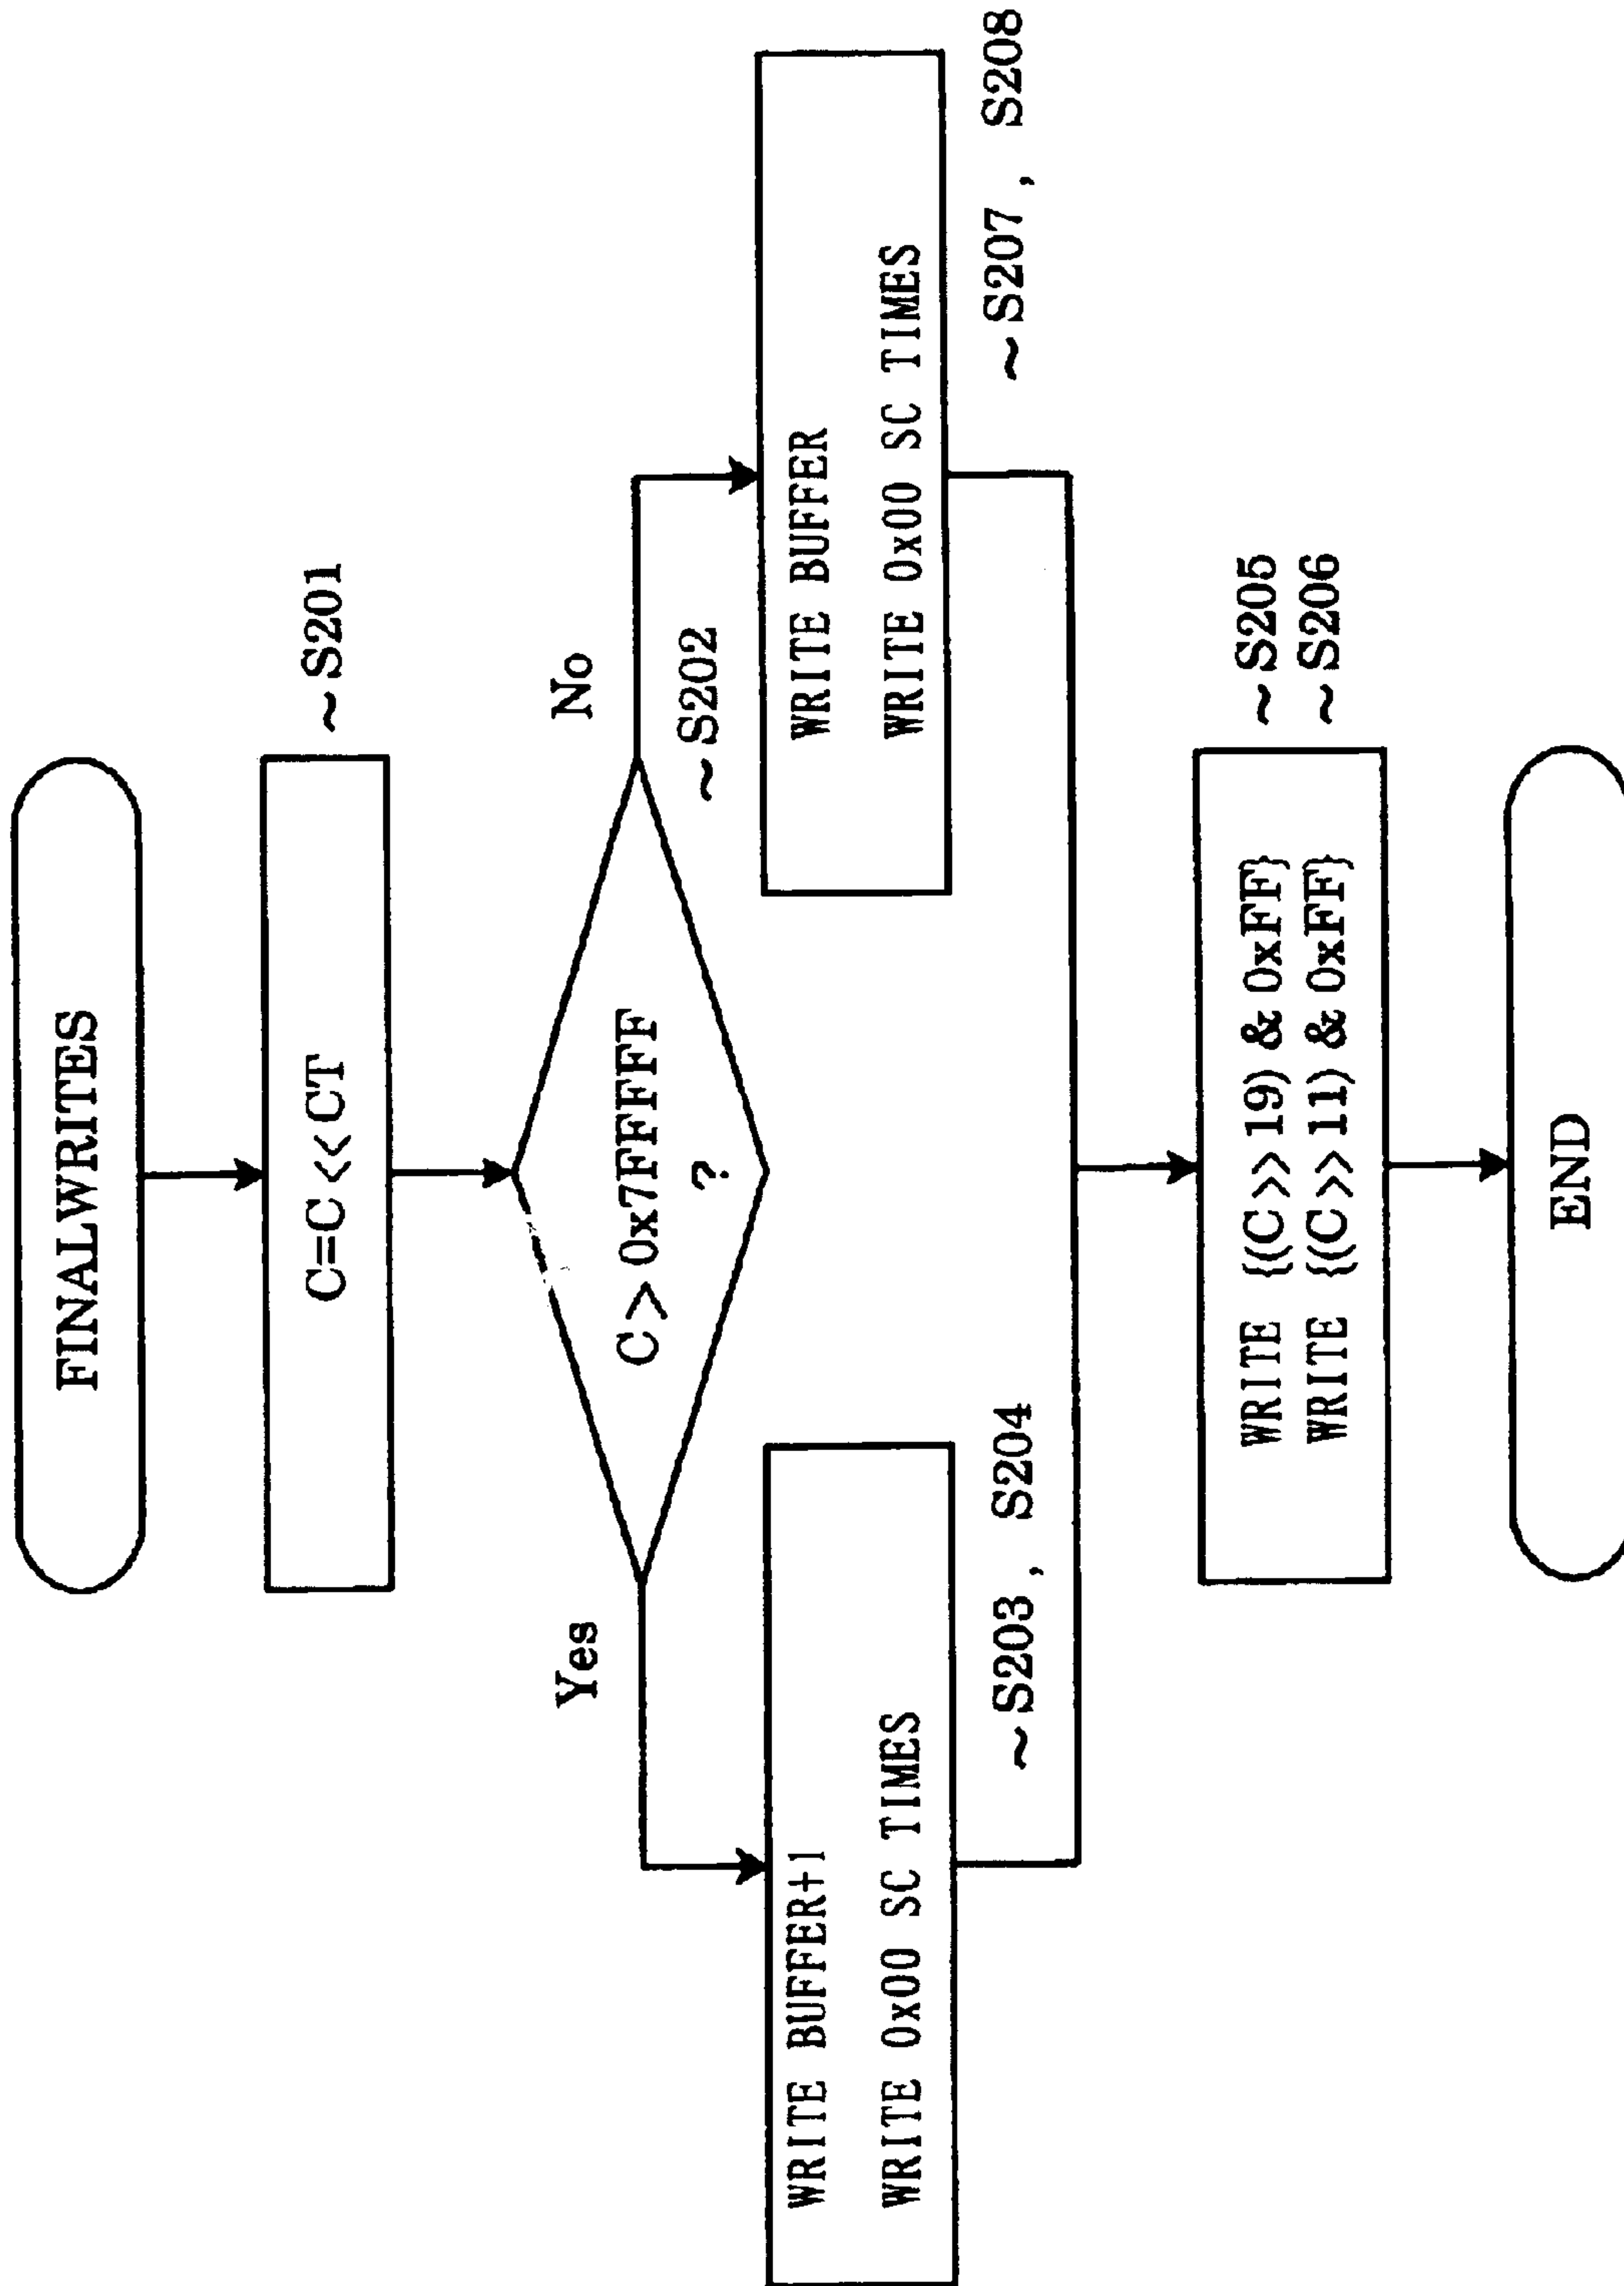 FINALWRITES
C=C<<CT
~S201
C>0x7FFFFF
?
~S202
Yes
No
WRITE BUFFER+1
WRITE 0x00 SC TIMES
~S203, S204
WRITE BUFFER
WRITE 0x00 SC TIMES
~S207, S208
WRITE {(C>>19) & 0xFF} ~S205
WRITE {(C>>11) & 0xFF} ~S206
END